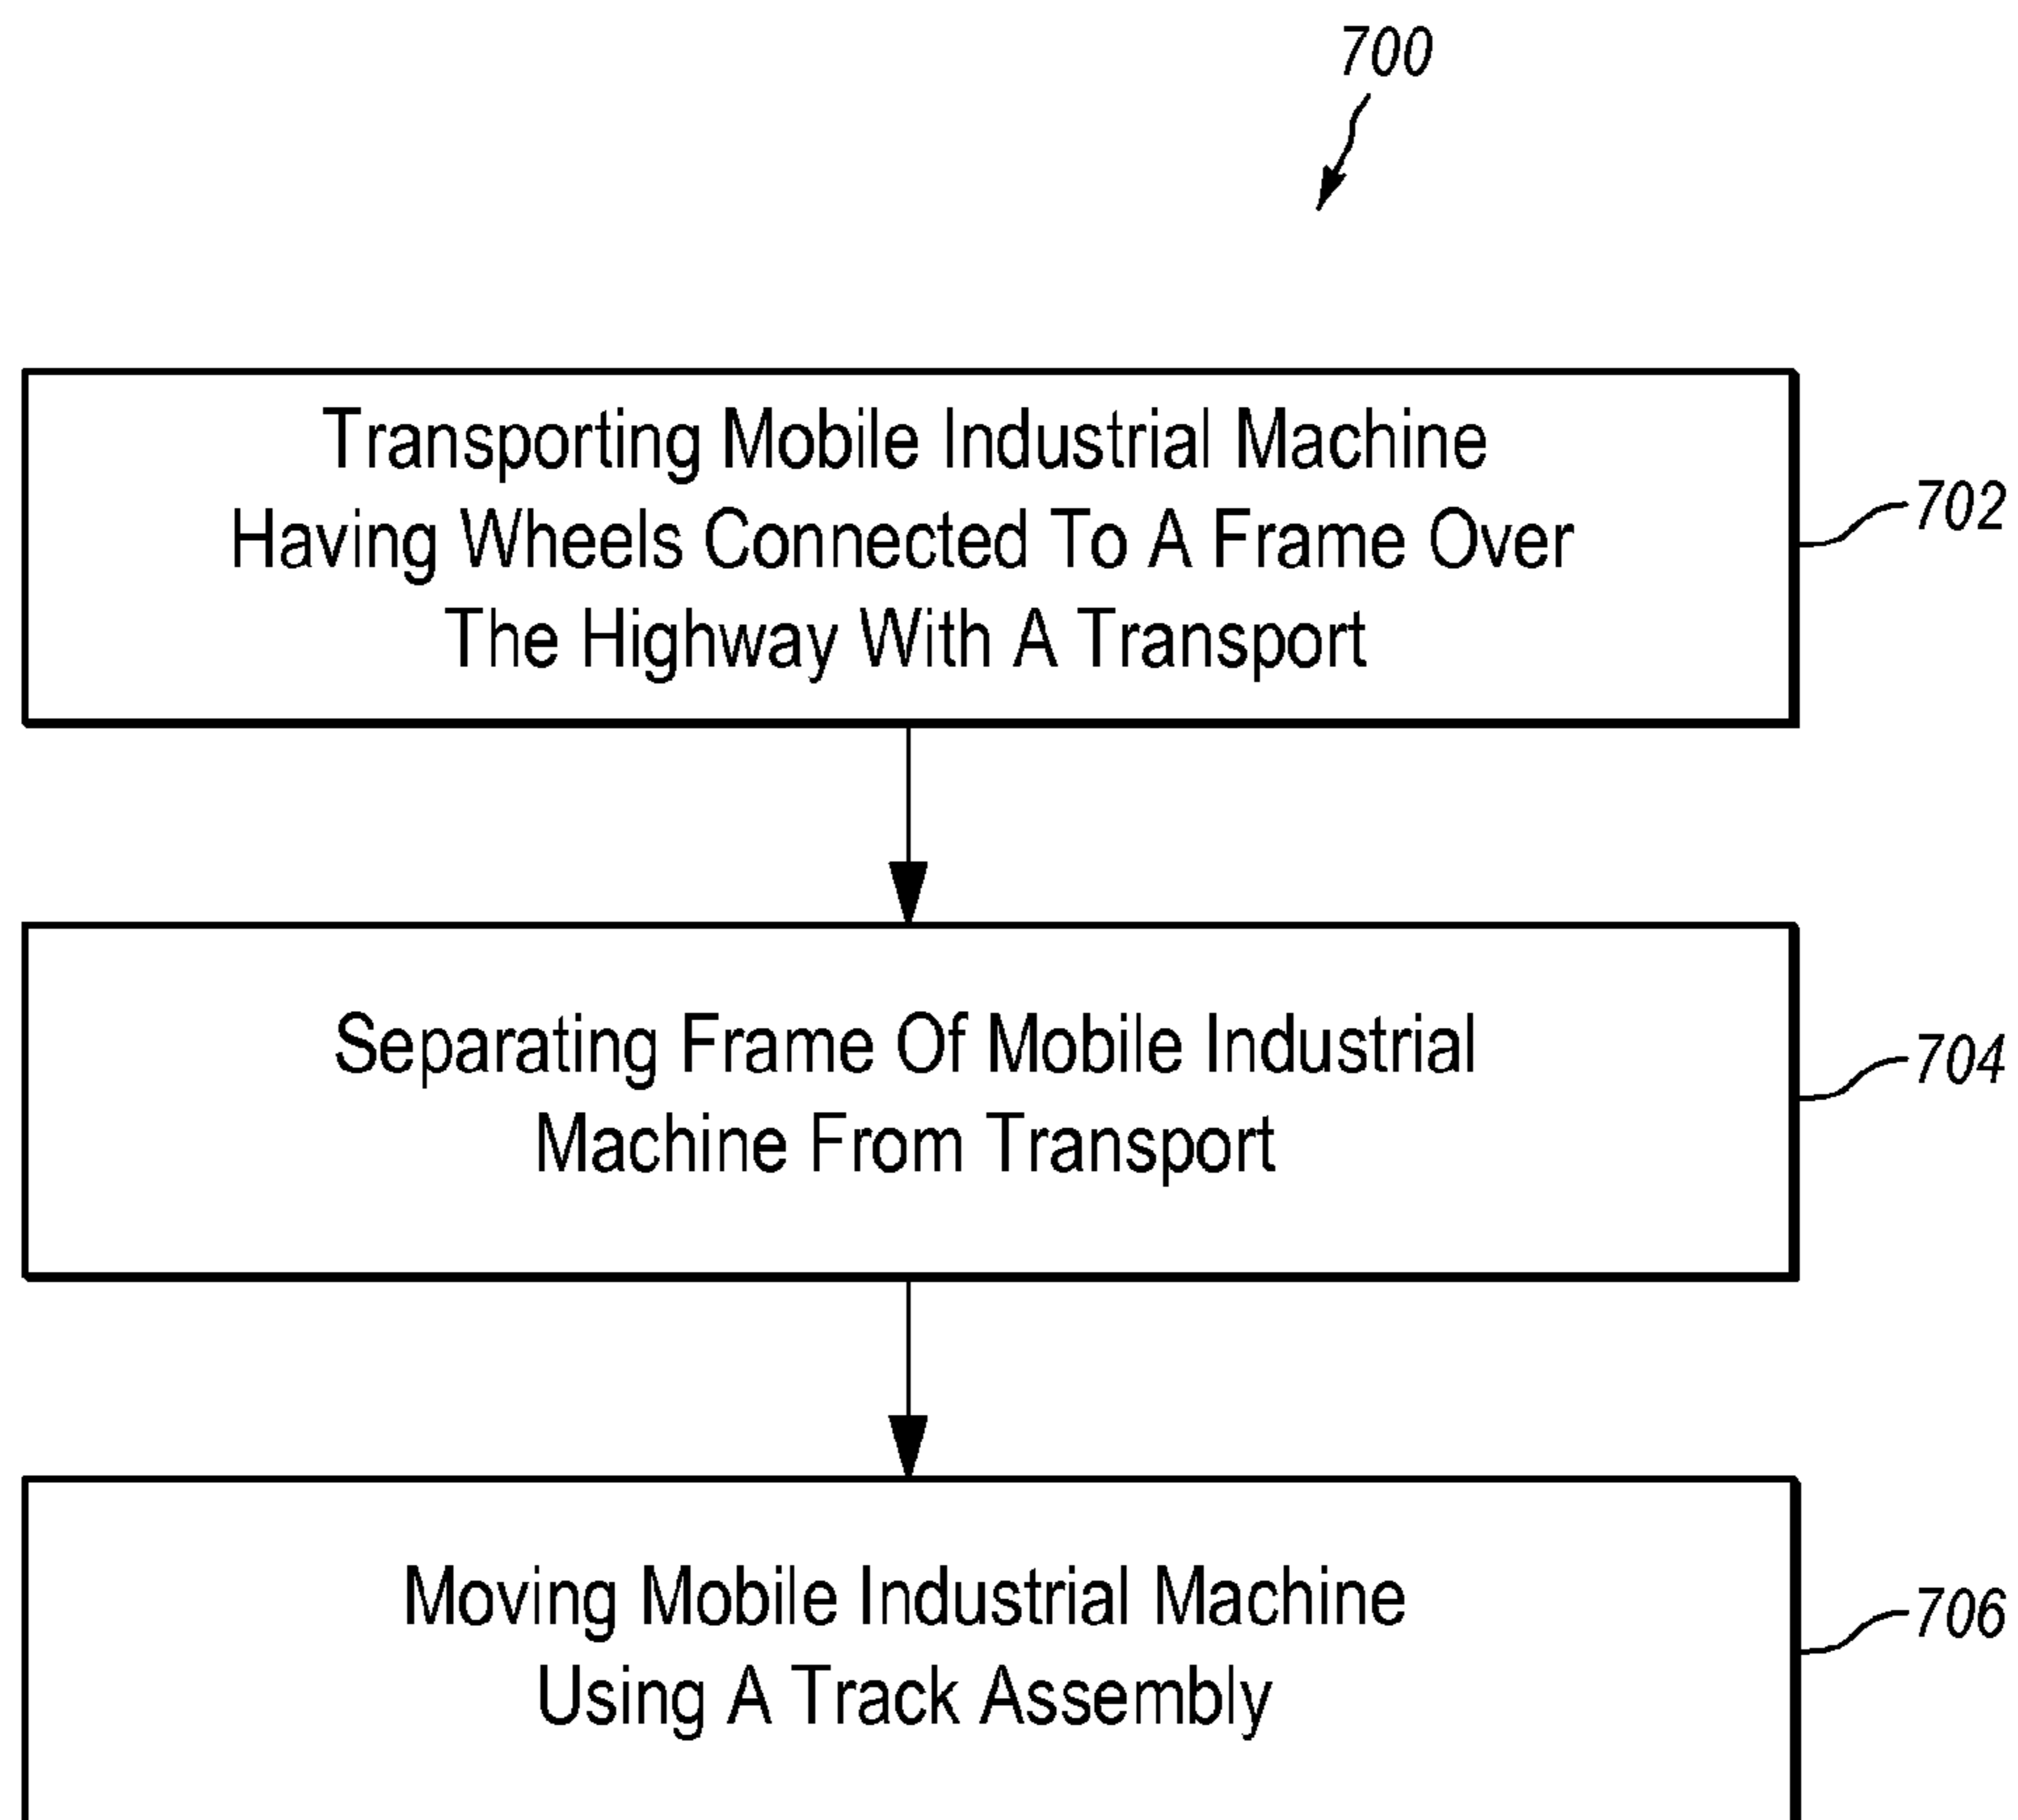 700
Transporting Mobile Industrial Machine
Having Wheels Connected To A Frame Over
The Highway With A Transport
702
Separating Frame Of Mobile Industrial
Machine From Transport
704
Moving Mobile Industrial Machine
Using A Track Assembly
706